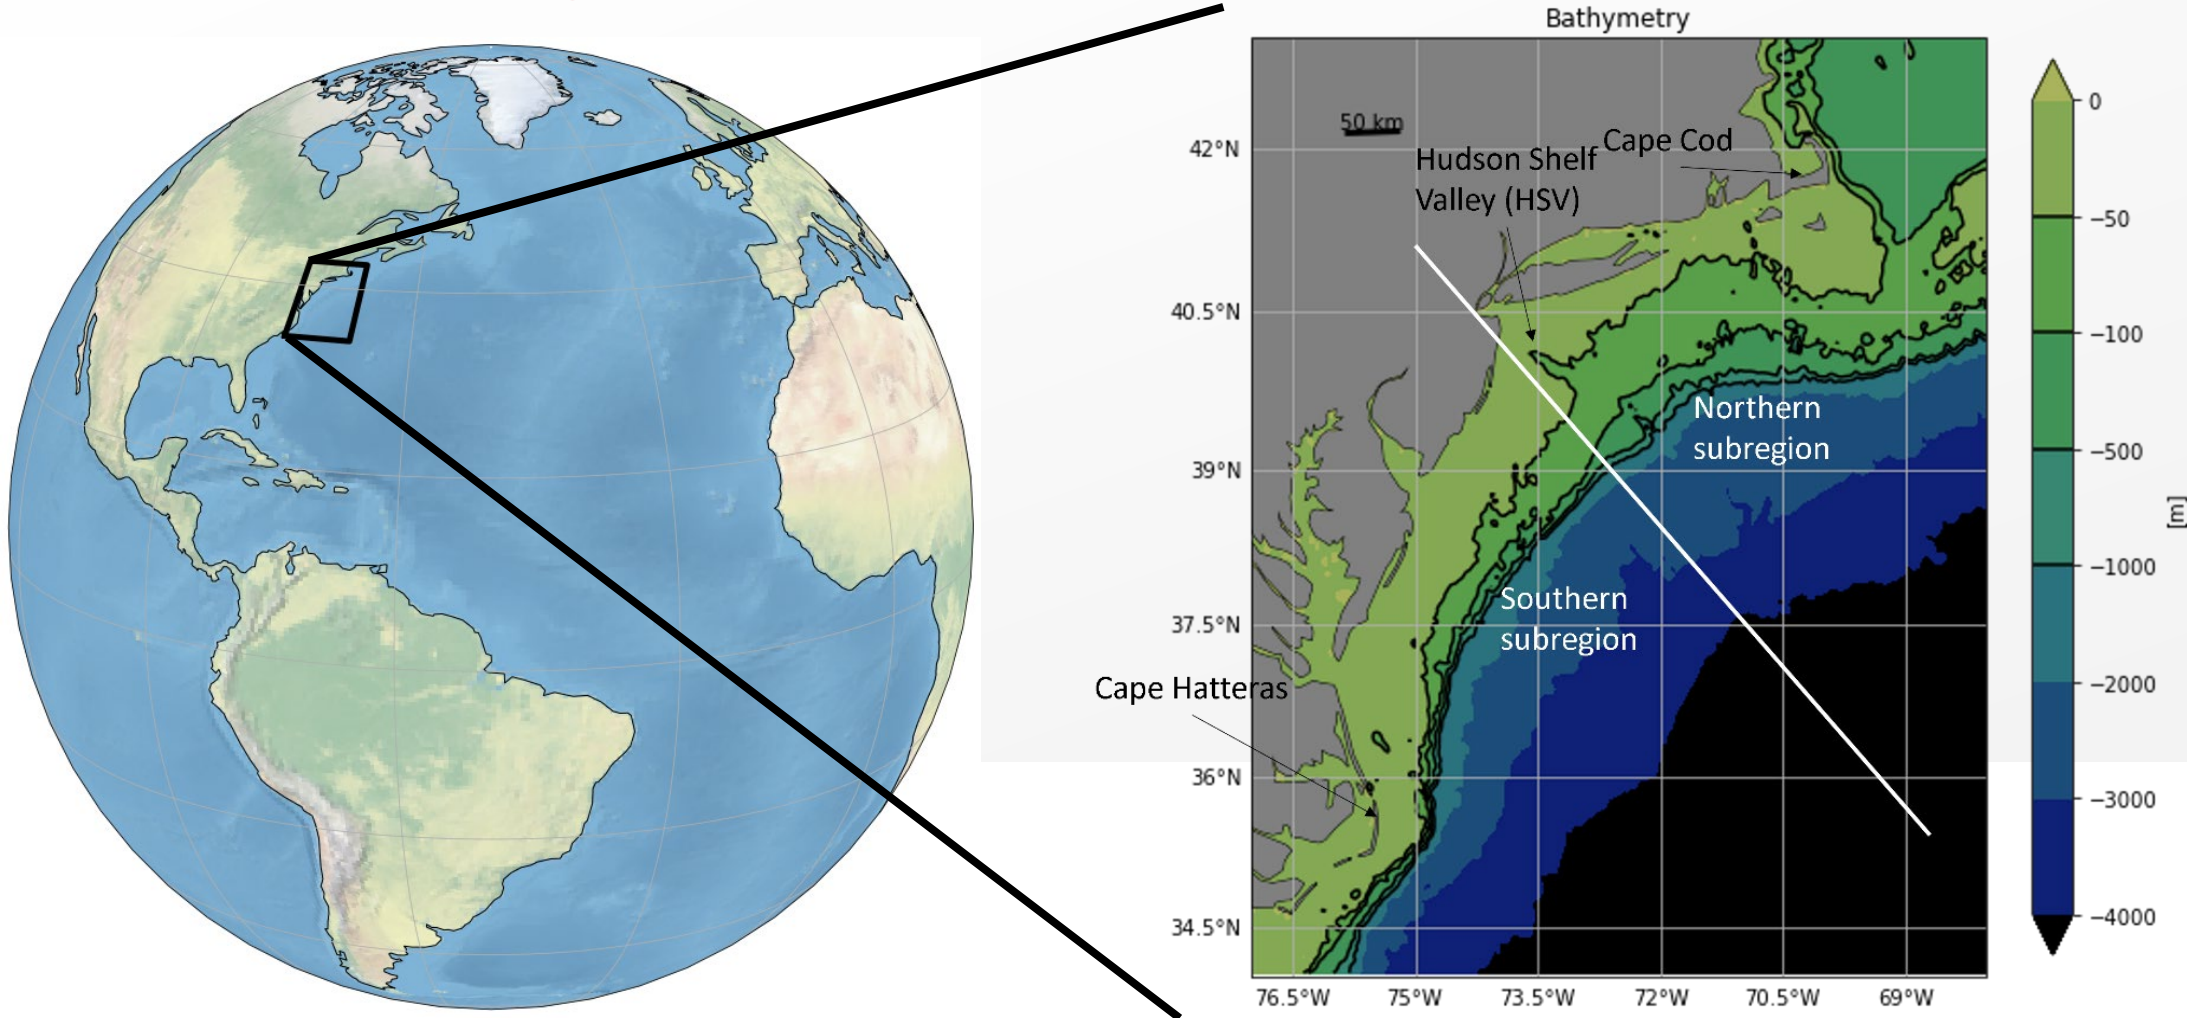 Bathymetry
50 km
Cape Cod
Hudson Shelf
Valley (HSV)
42°N
40.5°N
39°N
37.5°N
36°N
34.5°N
Northern
subregion
Southern
subregion
Cape Hatteras
76.5°W
75°W
73.5°W
72°W
70.5°W
69°W
0
−50
−100
−500
−1000
−2000
−3000
−4000
[m]